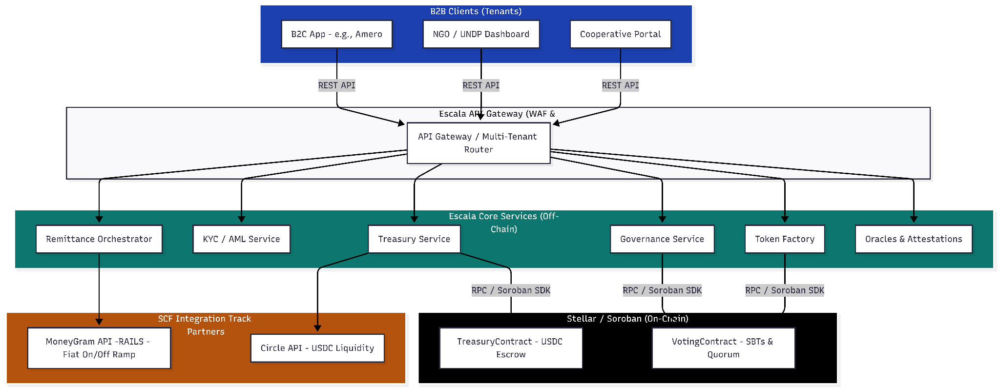 B2B Clients (Tenants)
B2C App - e.g., Amero
NGO / UNDP Dashboard
Cooperative Portal
REST API
REST API
REST API
Escala API Gateway (WAF &
API Gateway / Multi-Tenant
Router
Escala Core Services (Off-
Chain)
Remittance Orchestrator
KYC / AML Service
Treasury Service
Governance Service
Token Factory
Oracles & Attestations
RPC / Soroban SDK
RPC / Soroban SDK
RPC / Soroban SDK
SCF Integration Track
Partners
MoneyGram API -RAILS -
Fiat On/Off Ramp
Circle API - USDC Liquidity
Stellar / Soroban (On-Chain)
TreasuryContract - USDC
Escrow
VotingContract - SBTs &
Quorum